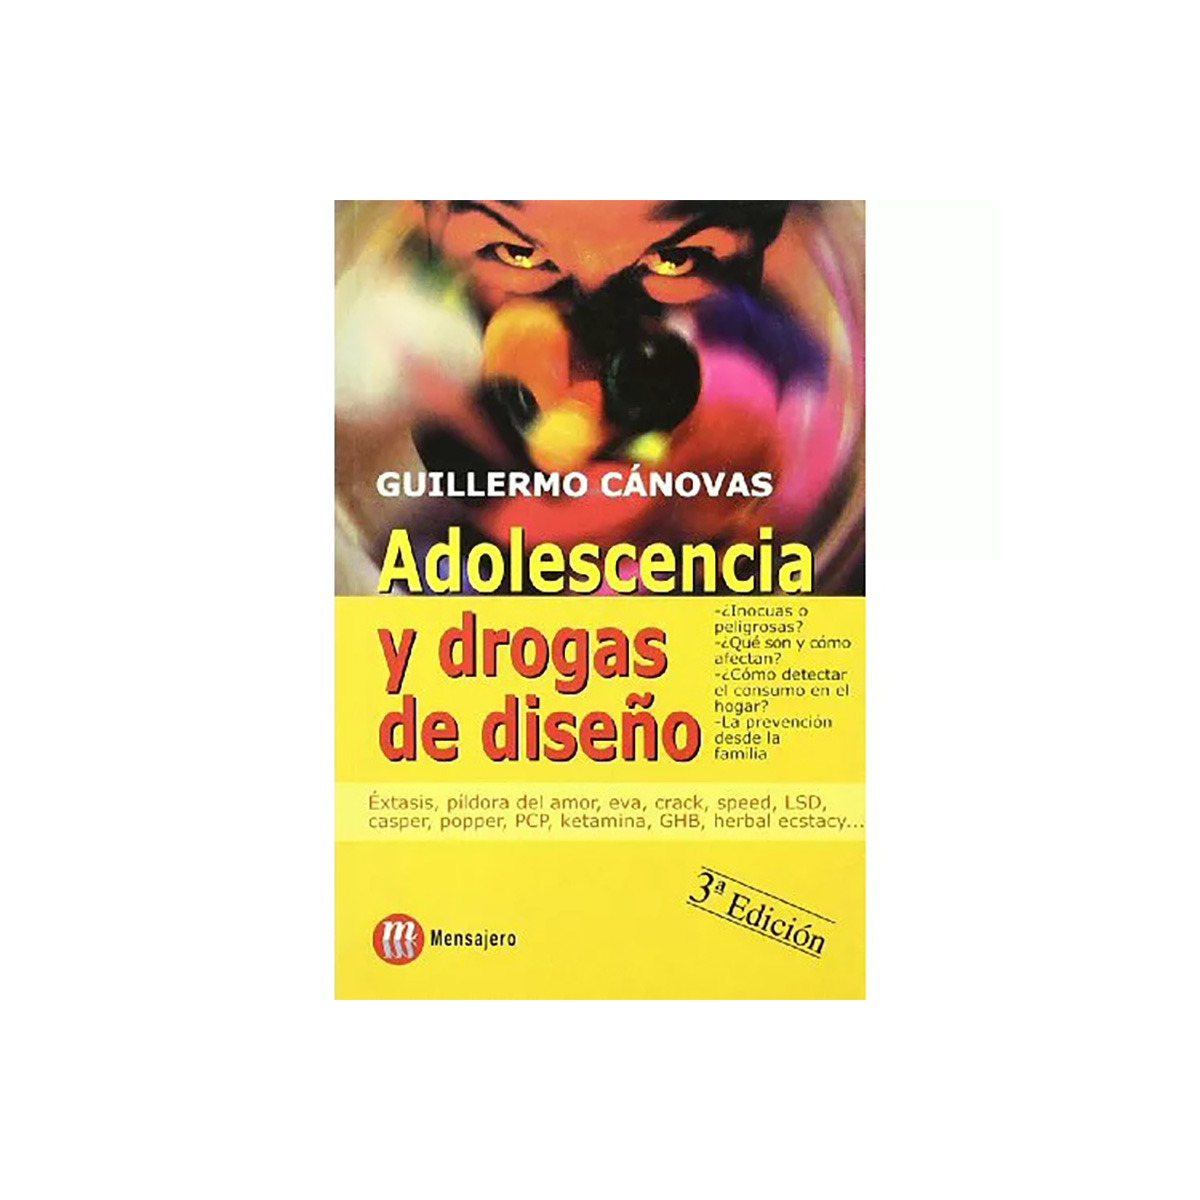 GUILLERMO CÁNOVAS
Adolescencia
y drogas
de diseño
-¿Inocuas o
peligrosas?
-¿Qué son y cómo
afectan?
-¿Cómo detectar
el consumo en el
hogar?
-La prevención
desde la
familia
Éxtasis, píldora del amor, eva, crack, speed, LSD,
casper, popper, PCP, ketamina, GHB, herbal ecstacy...
3ª Edición
m Mensajero